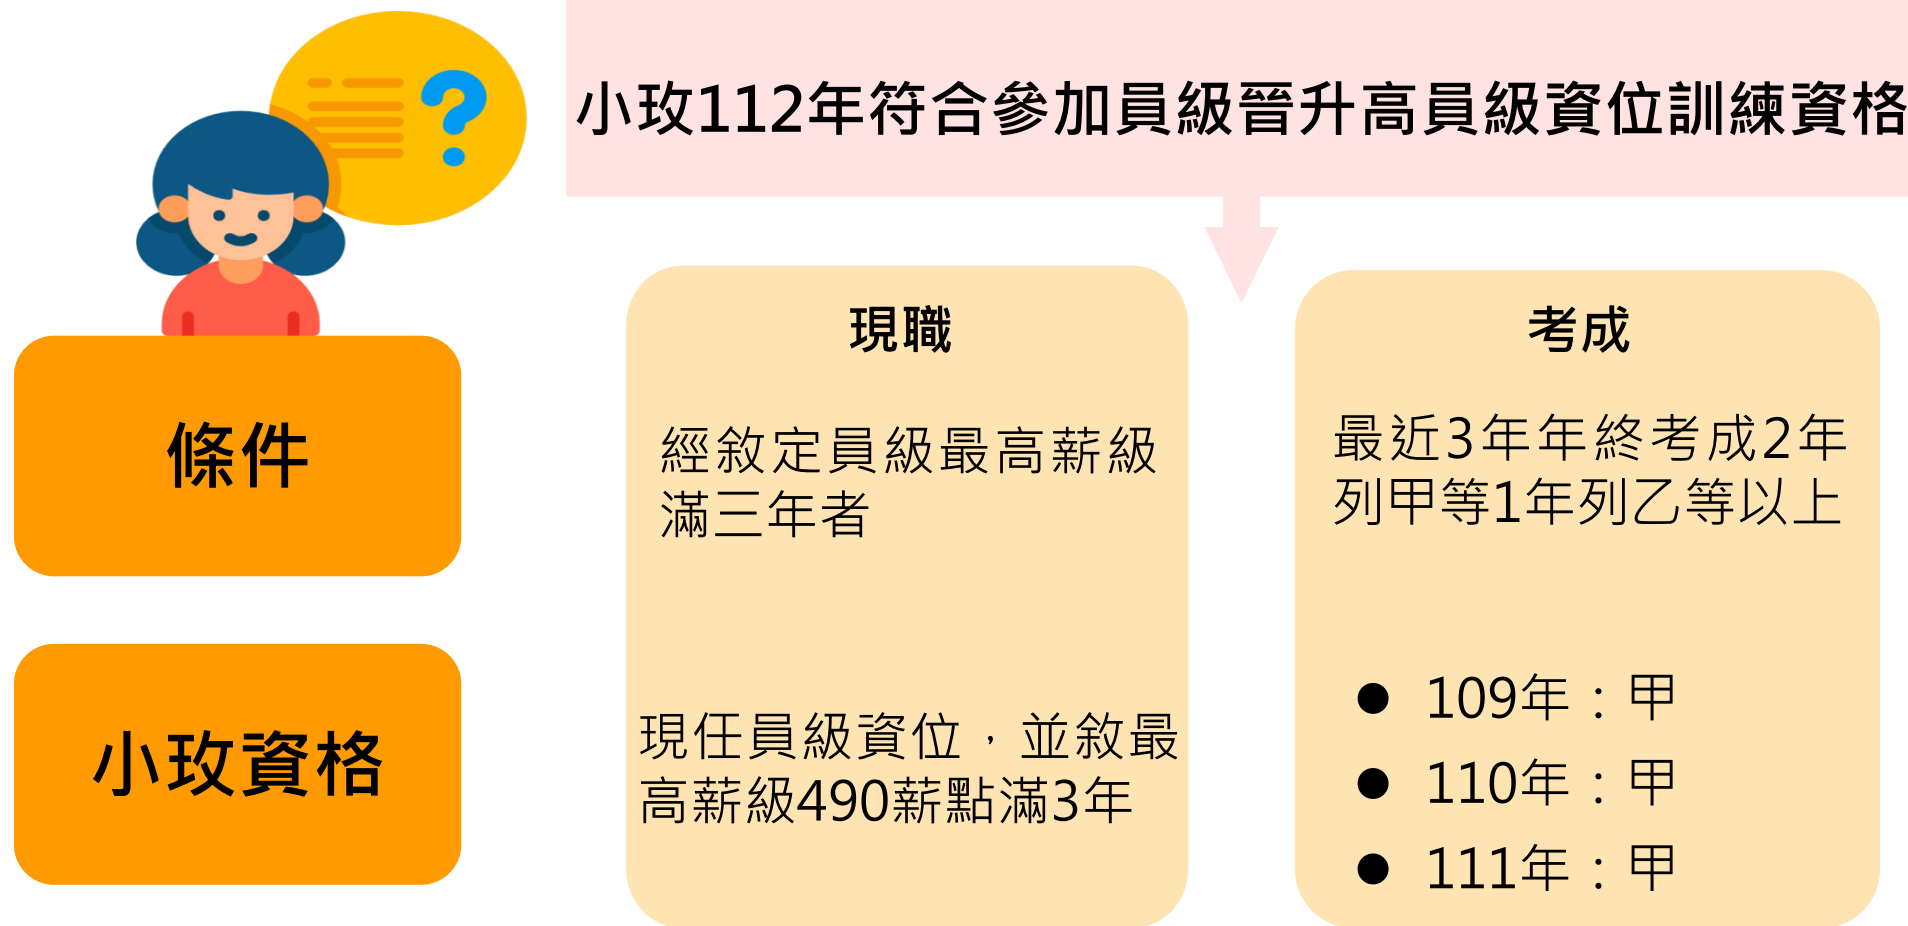 小玫112年符合參加員級晉升高員級資位訓練資格
條件
現職
經敘定員級最高薪級
滿三年者
考成
最近3年年終考成2年
列甲等1年列乙等以上
小玫資格
現任員級資位，並敘最
高薪級490薪點滿3年
● 109年：甲
● 110年：甲
● 111年：甲